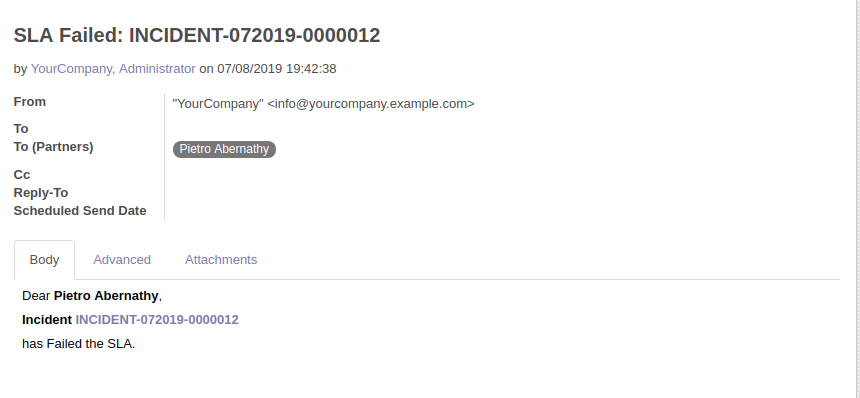 SLA Failed: INCIDENT-072019-0000012
by YourCompany, Administrator on 07/08/2019 19:42:38
From "YourCompany" <info@yourcompany.example.com>
To
To (Partners) Pietro Abernathy
Cc
Reply-To
Scheduled Send Date
Body Advanced Attachments
Dear Pietro Abernathy,
Incident INCIDENT-072019-0000012
has Failed the SLA.